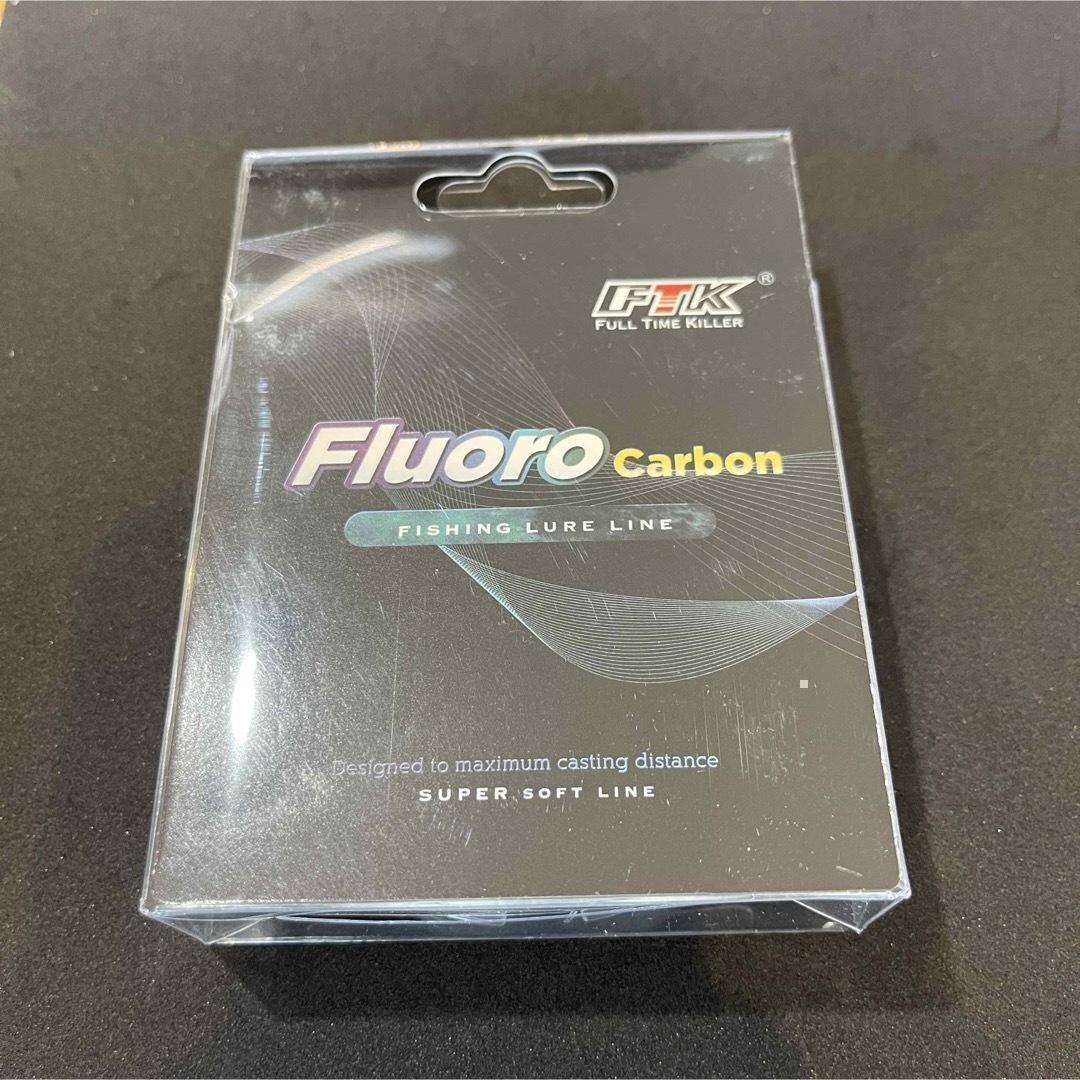 FTK®
FULL TIME KILLER
Fluoro Carbon
FISHING LURE LINE
Designed to maximum casting distance
SUPER SOFT LINE